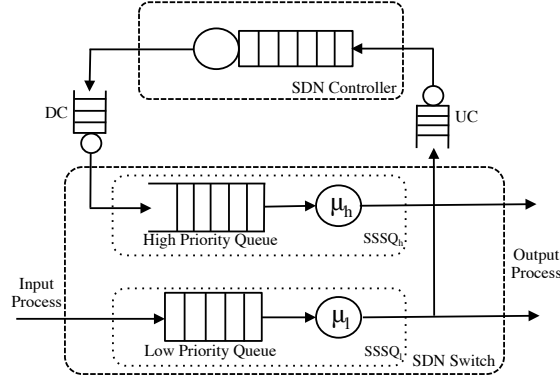 SDN Controller
DC
UC
μh
High Priority Queue
SSSQh
Output
Process
Input
Process
μl
Low Priority Queue
SSSQl
SDN Switch